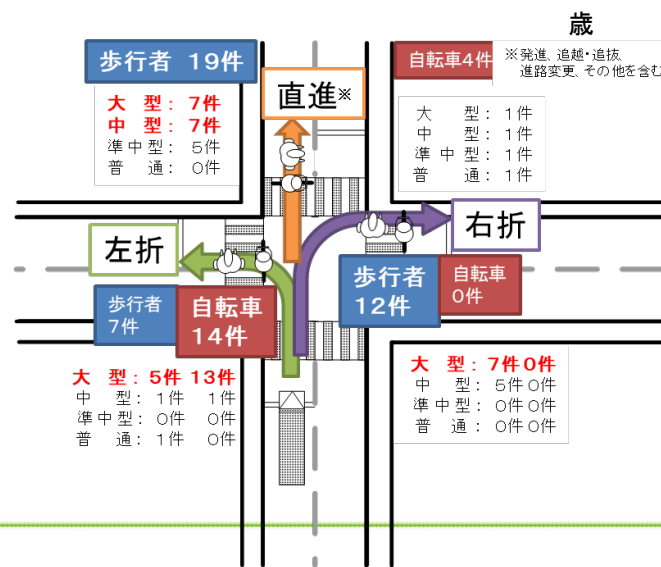 歳
歩行者 19件
大型：7件
中型：7件
準中型：5件
普通：0件
直進※
自転車4件
※発進、追越・追抜、
進路変更、その他を含む
大型：1件
中型：1件
準中型：1件
普通：1件
左折
右折
歩行者
7件
自転車
14件
歩行者
12件
自転車
0件
大型：5件 13件
中型：1件 1件
準中型：0件 0件
普通：1件 0件
大型：7件 0件
中型：5件 0件
準中型：0件 0件
普通：0件 0件